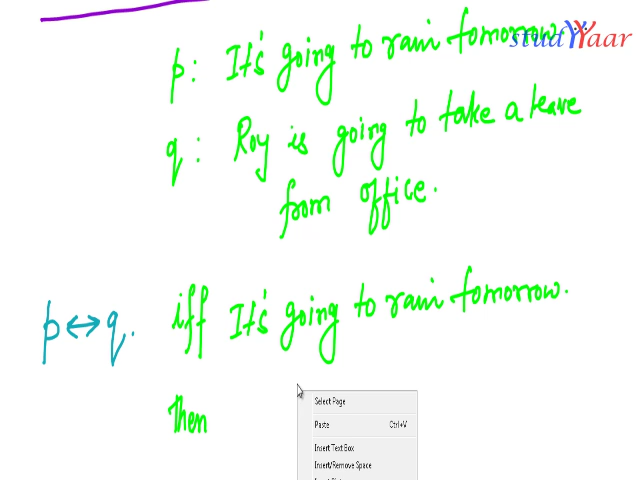 p: It's going to rain tomorrow
studYYaar
q: Roy is going to take a leave
from office.
p↔q. iff It's going to rain tomorrow.
Then
Select Page
Paste Ctrl+V
Insert Text Box
Insert/Remove Space